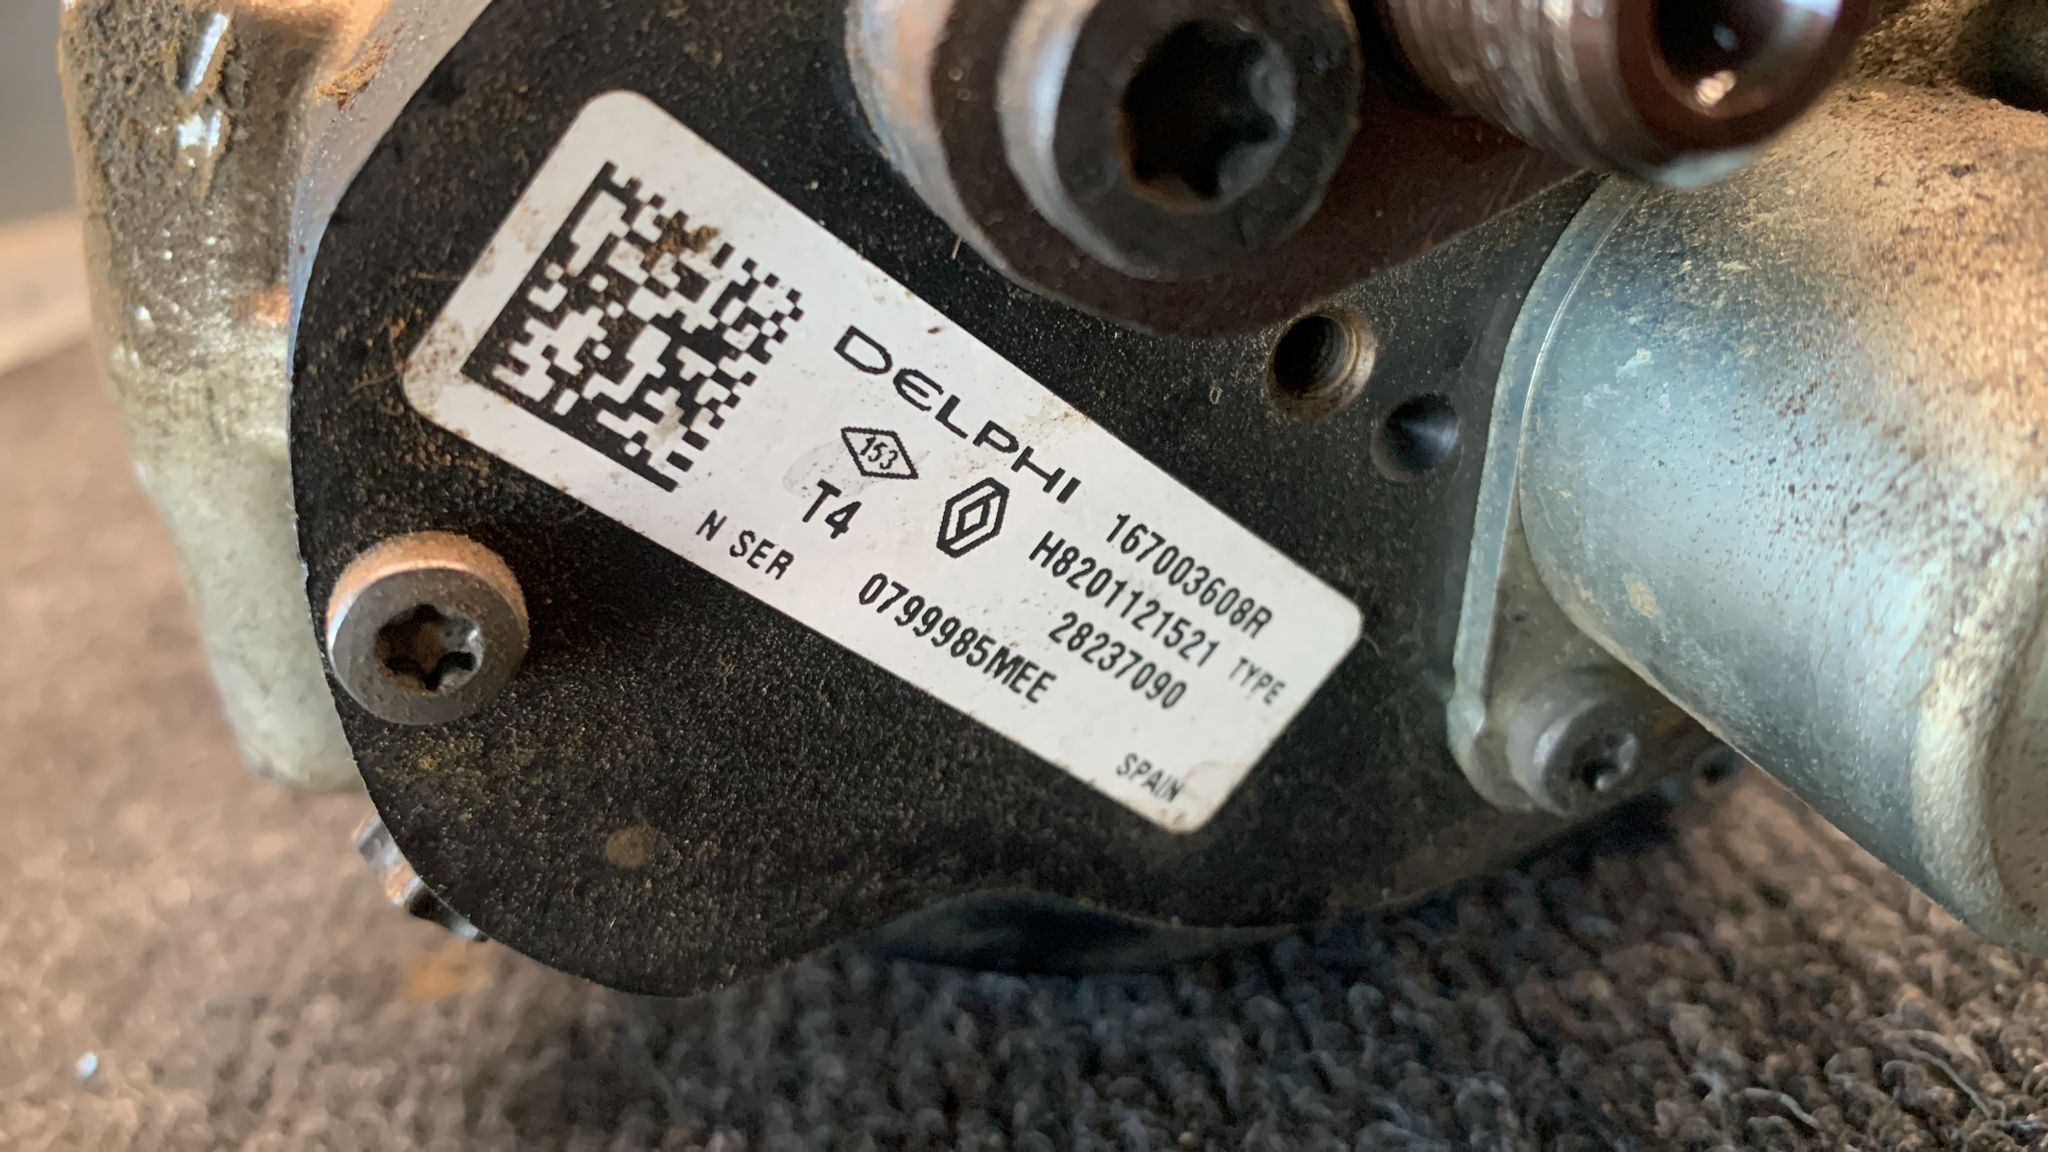 DELPHI
167003608R
153
H8201121521 TYPE
T4
28237090
N SER 0799985MEE
SPAIN